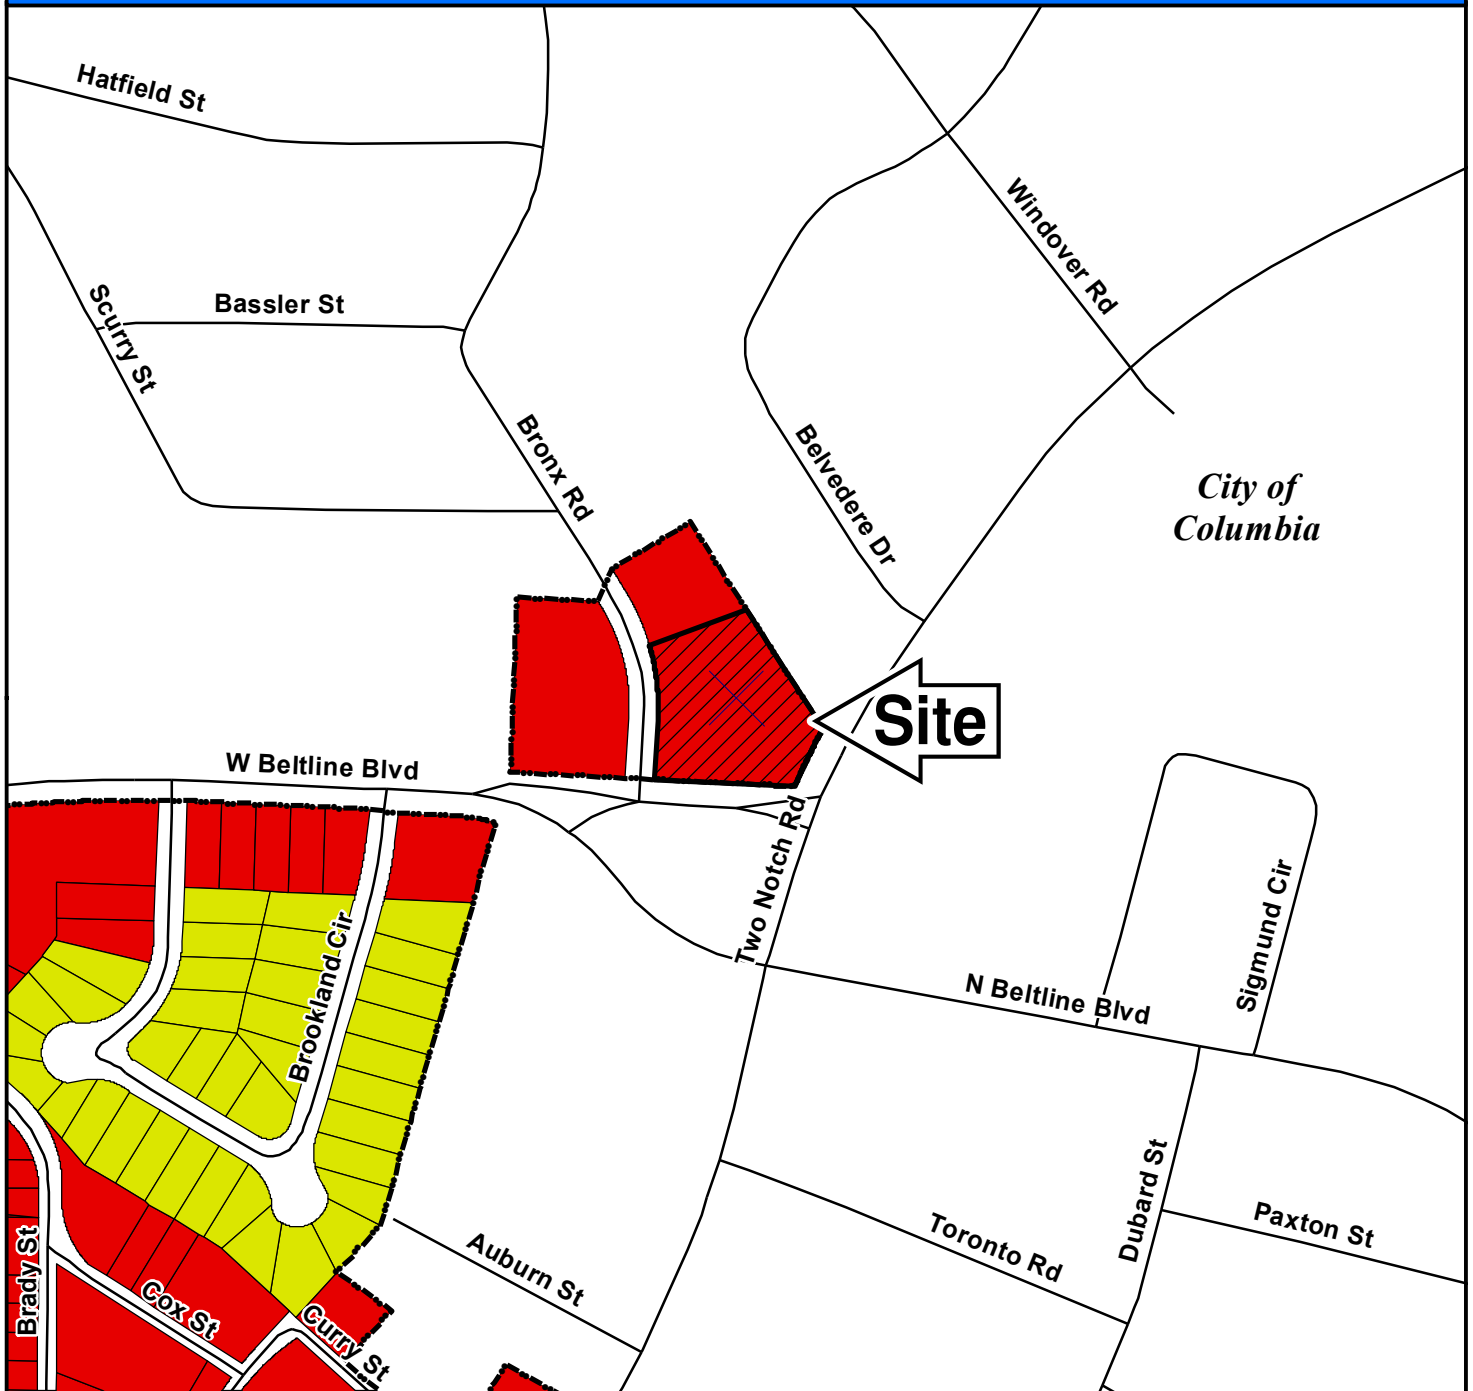 Hatfield St
Windover Rd
Scurry St
Bassler St
Bronx Rd
Belvedere Dr
City of
Columbia
Site
W Beltline Blvd
Two Notch Rd
Brookland Cir
Sigmund Cir
N Beltline Blvd
Dubard St
Paxton St
Toronto Rd
Auburn St
Brady St
Cox St
Curry St